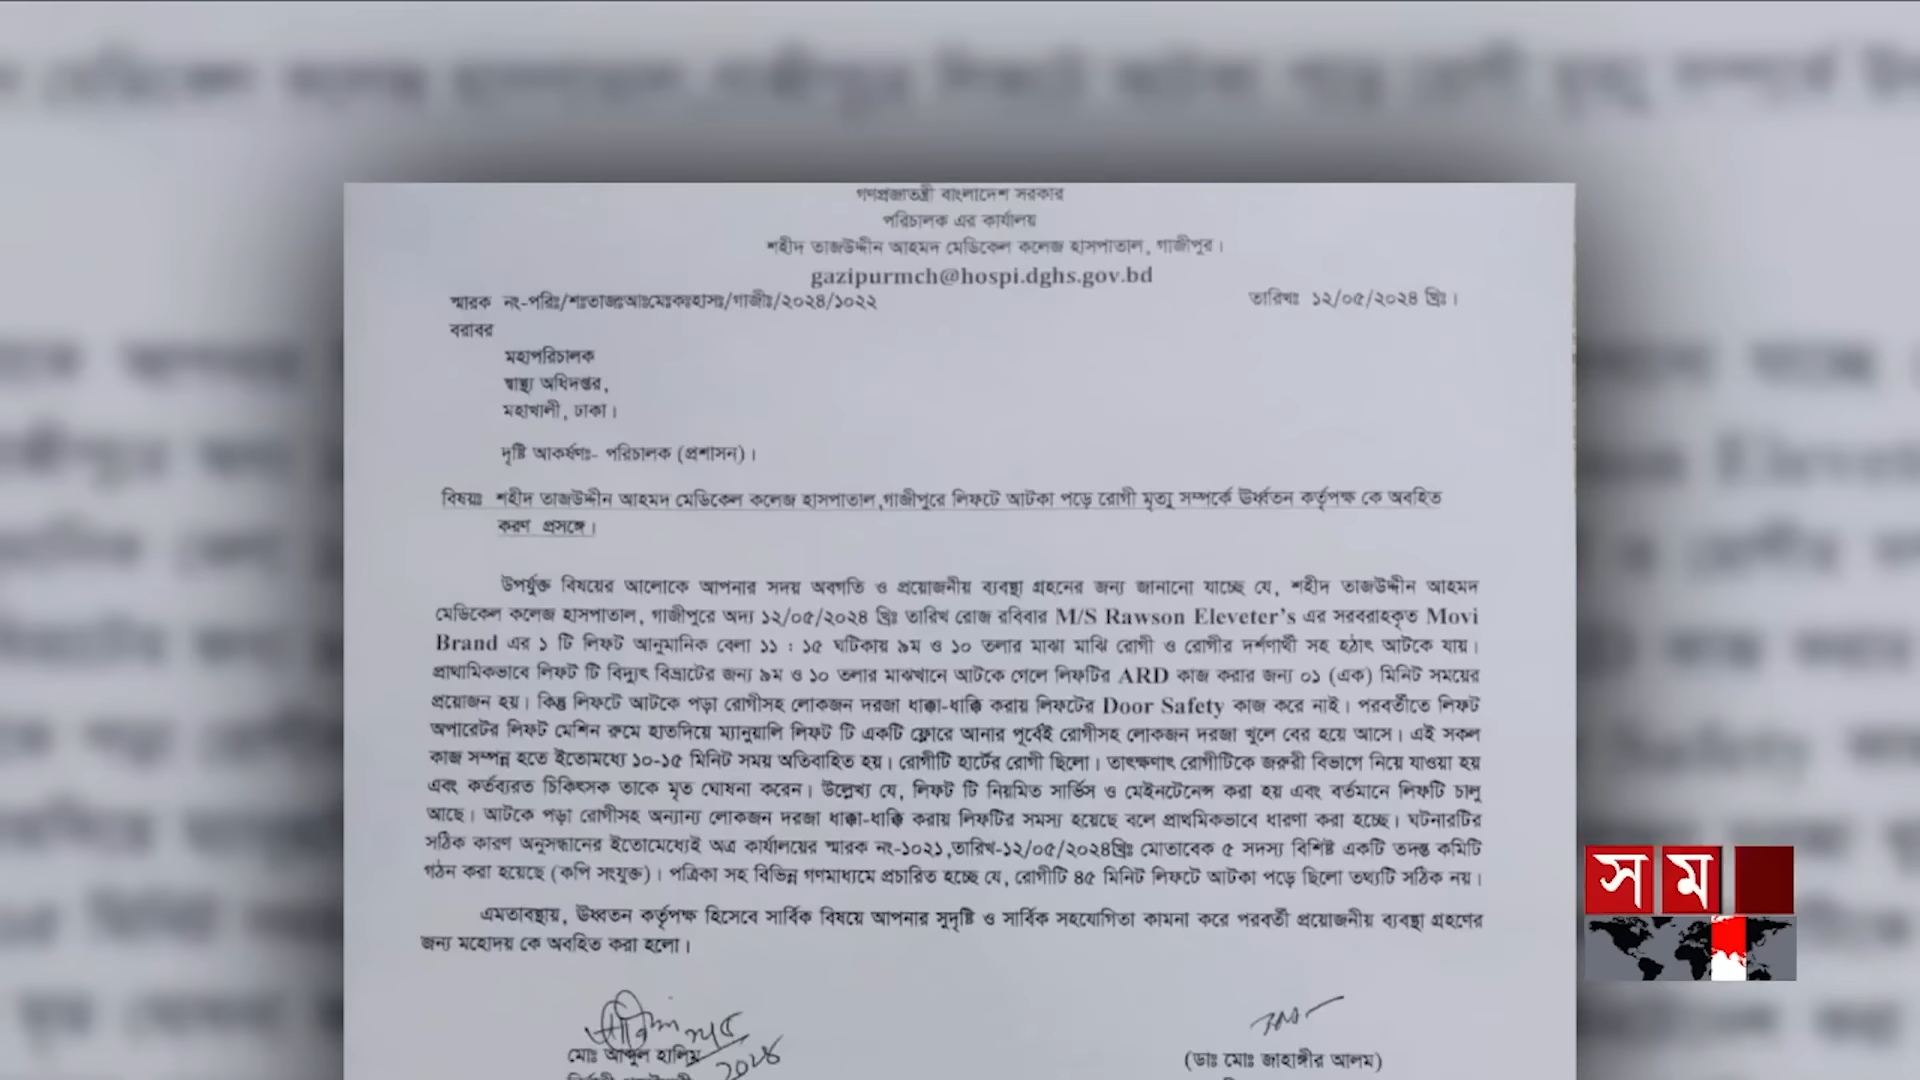 গণপ্রজাতন্ত্রী বাংলাদেশ সরকার
পরিচালক এর কার্যালয়
শহীদ তাজউদ্দীন আহমদ মেডিকেল কলেজ হাসপাতাল, গাজীপুর।
gazipurmch@hospi.dghs.gov.bd
স্মারক নং-পরিঃ/শঃতাজঃআঃমেঃকঃহাসঃ/গাজীঃ/২০২৪/১০২২ তারিখঃ ১২/০৫/২০২৪ খ্রিঃ।
বরাবর
মহাপরিচালক
স্বাস্থ্য অধিদপ্তর,
মহাখালী, ঢাকা।
দৃষ্টি আকর্ষণঃ- পরিচালক (প্রশাসন)।
বিষয়ঃ শহীদ তাজউদ্দীন আহমদ মেডিকেল কলেজ হাসপাতাল,গাজীপুরে লিফটে আটকা পড়ে রোগী মৃত্যু সম্পর্কে উর্ধ্বতন কর্তৃপক্ষ কে অবহিত
করণ প্রসঙ্গে।
উপর্যুক্ত বিষয়ের আলোকে আপনার সদয় অবগতি ও প্রয়োজনীয় ব্যবস্থা গ্রহনের জন্য জানানো যাচ্ছে যে, শহীদ তাজউদ্দীন আহমদ
মেডিকেল কলেজ হাসপাতাল, গাজীপুরে অদ্য ১২/০৫/২০২৪ খ্রিঃ তারিখ রোজ রবিবার M/S Rawson Eleveter's এর সরবরাহকৃত Movi
Brand এর ১ টি লিফট আনুমানিক বেলা ১১ : ১৫ ঘটিকায় ৯ম ও ১০ তলার মাঝা মাঝি রোগী ও রোগীর দর্শণার্থী সহ হঠাৎ আটকে যায়।
প্রাথমিকভাবে লিফট টি বিদ্যুৎ বিভ্রাটের জন্য ৯ম ও ১০ তলার মাঝখানে আটকে গেলে লিফটির ARD কাজ করার জন্য ০১ (এক) মিনিট সময়ের
প্রয়োজন হয়। কিন্তু লিফটে আটকে পড়া রোগীসহ লোকজন দরজা ধাক্কা-ধাক্কি করায় লিফটের Door Safety কাজ করে নাই। পরবর্তীতে লিফট
অপারেটর লিফট মেশিন রুমে হাতদিয়ে ম্যানুয়ালি লিফট টি একটি ফ্লোরে আনার পূর্বেই রোগীসহ লোকজন দরজা খুলে বের হয়ে আসে। এই সকল
কাজ সম্পন্ন হতে ইতোমধ্যে ১০-১৫ মিনিট সময় অতিবাহিত হয়। রোগীটি হার্টের রোগী ছিলো। তাৎক্ষণাৎ রোগীটিকে জরুরী বিভাগে নিয়ে যাওয়া হয়
এবং কর্তব্যরত চিকিৎসক তাকে মৃত ঘোষনা করেন। উল্লেখ্য যে, লিফট টি নিয়মিত সার্ভিস ও মেইনটেনেন্স করা হয় এবং বর্তমানে লিফটি চালু
আছে। আটকে পড়া রোগীসহ অন্যান্য লোকজন দরজা ধাক্কা-ধাক্কি করায় লিফটির সমস্য হয়েছে বলে প্রাথমিকভাবে ধারণা করা হচ্ছে। ঘটনারটির
সঠিক কারণ অনুসন্ধানের ইতোমেধ্যেই অত্র কার্যালয়ের স্মারক নং-১০২১,তারিখ-১২/০৫/২০২৪খ্রিঃ মোতাবেক ৫ সদস্য বিশিষ্ট একটি তদন্ত কমিটি
গঠন করা হয়েছে (কপি সংযুক্ত)। পত্রিকা সহ বিভিন্ন গণমাধ্যমে প্রচারিত হচ্ছে যে, রোগীটি ৪৫ মিনিট লিফটে আটকা পড়ে ছিলো তথ্যটি সঠিক নয়।
এমতাবস্থায়, উর্ধ্বতন কর্তৃপক্ষ হিসেবে সার্বিক বিষয়ে আপনার সুদৃষ্টি ও সার্বিক সহযোগিতা কামনা করে পরবর্তী প্রয়োজনীয় ব্যবস্থা গ্রহণের
জন্য মহোদয় কে অবহিত করা হলো।
২০২৪
মোঃ আব্দুল হালিম (ডাঃ মোঃ জাহাঙ্গীর আলম)
সম